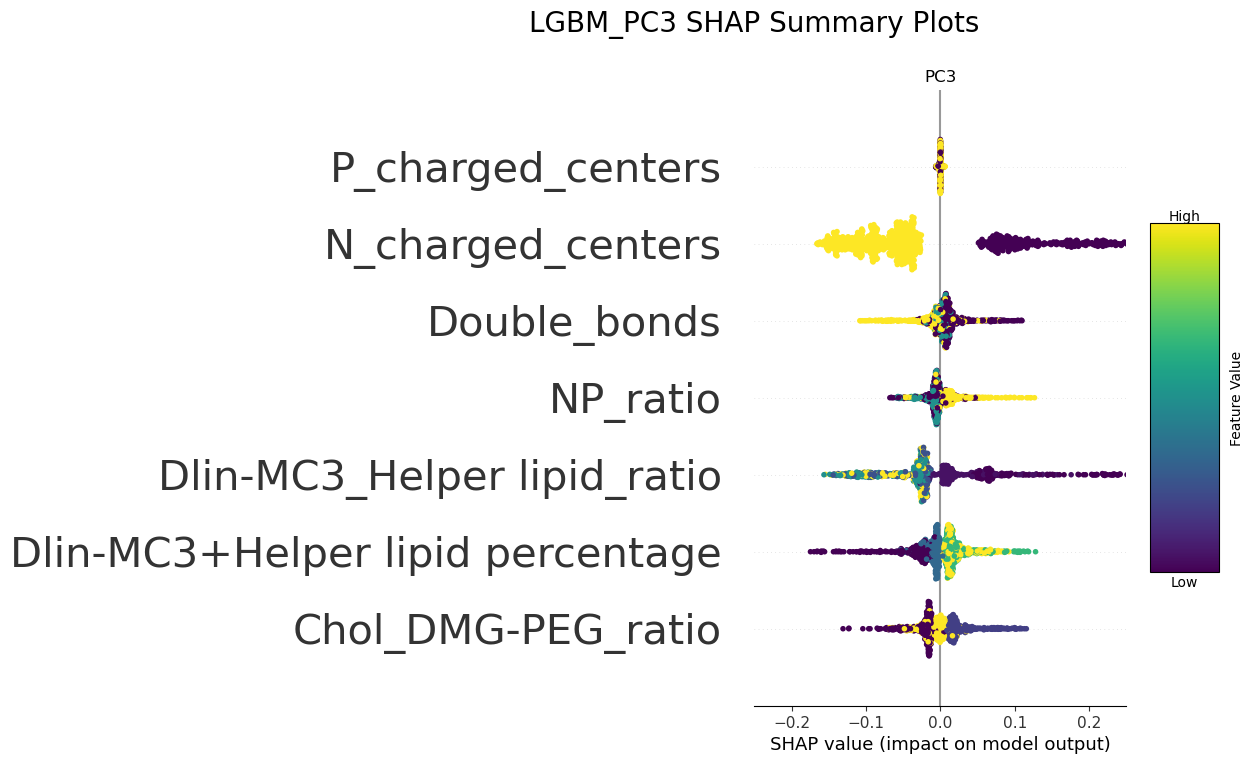 LGBM_PC3 SHAP Summary Plots
PC3
P_charged_centers
N_charged_centers
Double_bonds
NP_ratio
Dlin-MC3_Helper lipid_ratio
Dlin-MC3+Helper lipid percentage
Chol_DMG-PEG_ratio
−0.2 −0.1 0.0 0.1 0.2
SHAP value (impact on model output)
High
Feature Value
Low